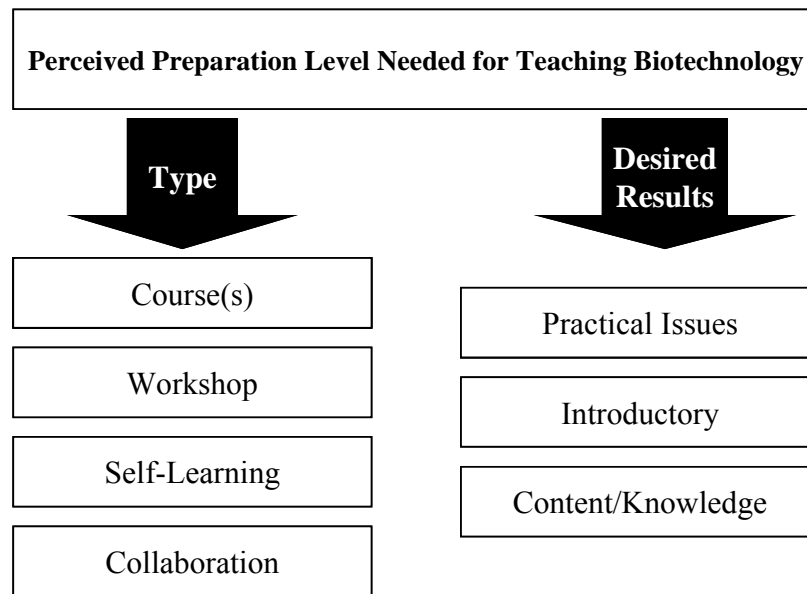 Perceived Preparation Level Needed for Teaching Biotechnology
Type
Course(s)
Workshop
Self-Learning
Collaboration
Desired
Results
Practical Issues
Introductory
Content/Knowledge